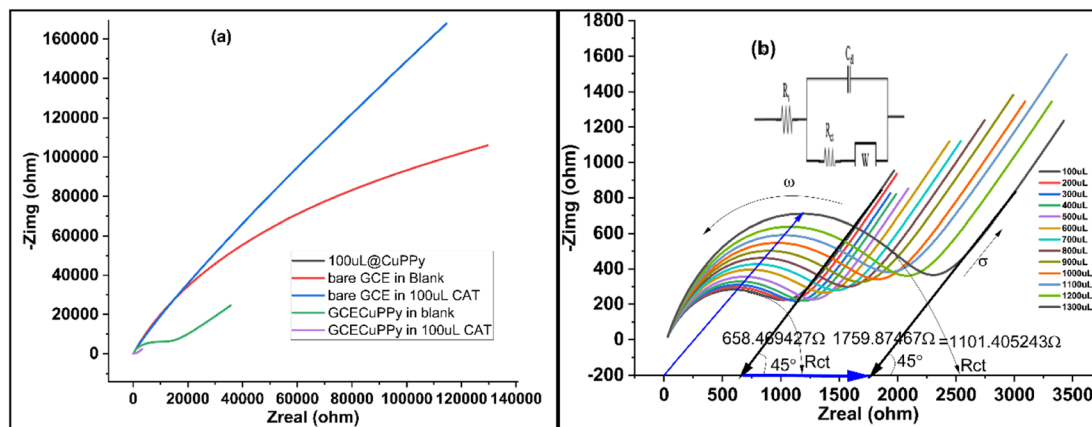 (a)
160000
140000
120000
100000
80000
60000
40000
20000
0
-Zimg (ohm)
100uL@CuPPy
bare GCE in Blank
bare GCE in 100uL CAT
GCECuPPy in blank
GCECuPPy in 100uL CAT
0 20000 40000 60000 80000 100000 120000 140000
Zreal (ohm)
(b)
1800
1600
1400
1200
1000
800
600
400
200
0
-200
-Zimg (ohm)
Cd
W
ω
σ
100uL
200uL
300uL
400uL
500uL
600uL
700uL
800uL
900uL
1000uL
1100uL
1200uL
1300uL
658.469427Ω 1759.87467Ω =1101.405243Ω
45° Rct 45° Rct
0 500 1000 1500 2000 2500 3000 3500
Zreal (ohm)